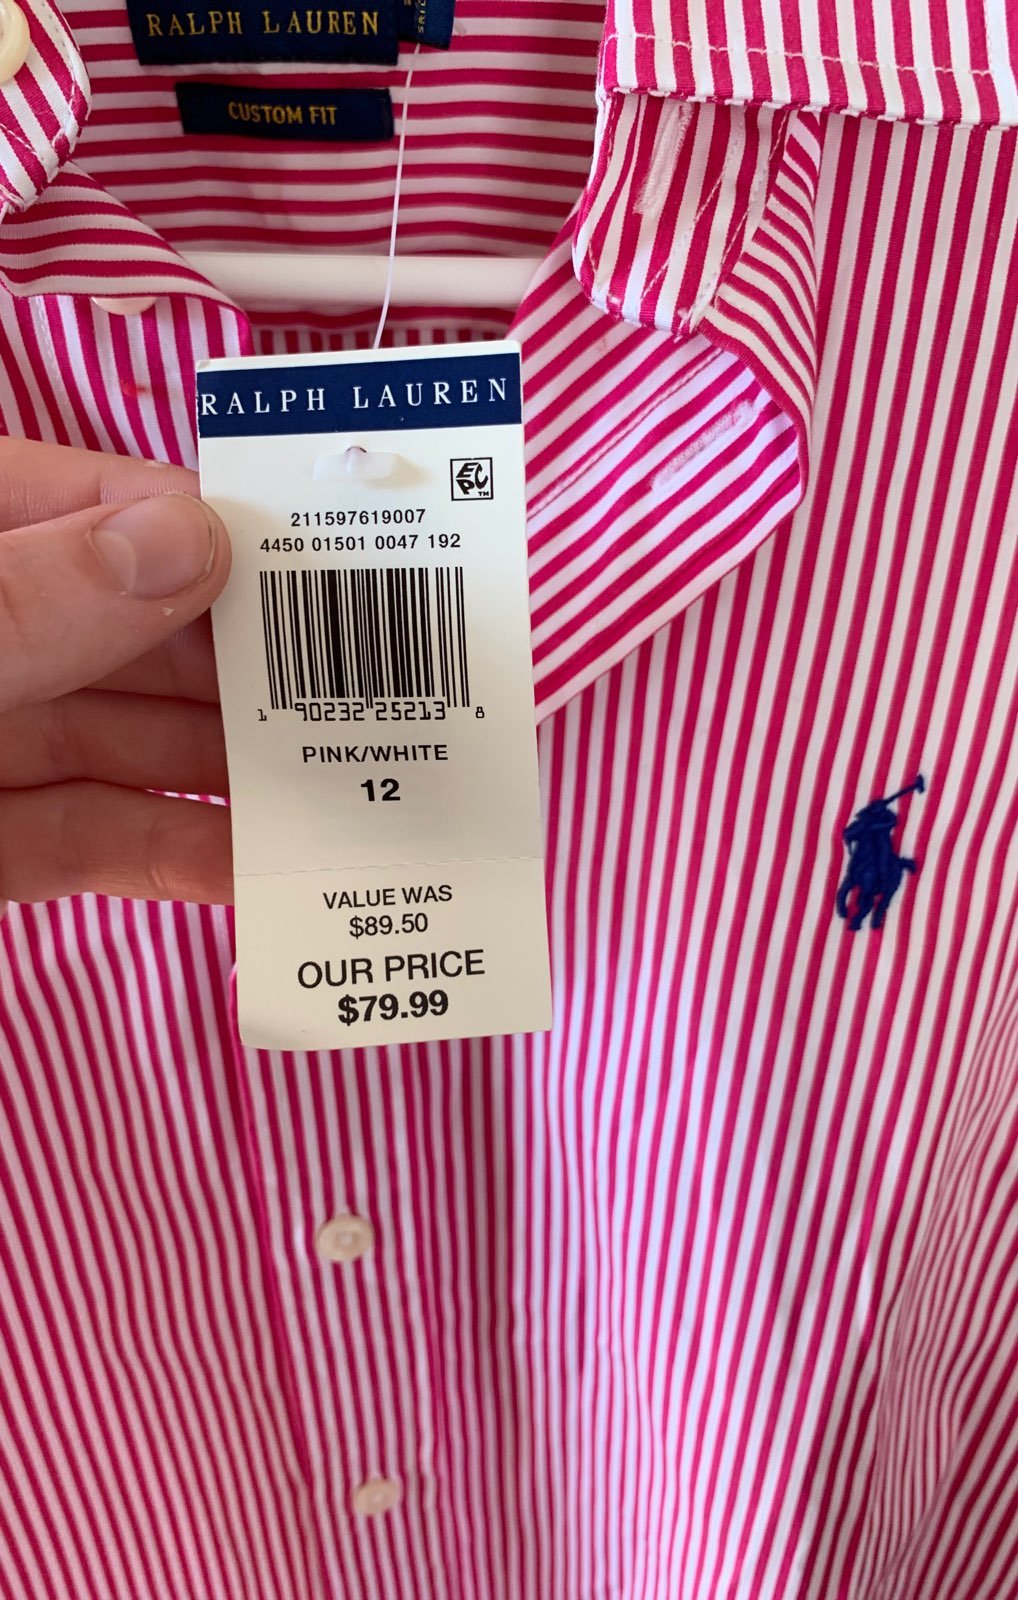 RALPH LAUREN
CUSTOM FIT
RALPH LAUREN
EPC™
211597619007
4450 01501 0047 192
1 90232 25213 8
PINK/WHITE
12
VALUE WAS
$89.50
OUR PRICE
$79.99